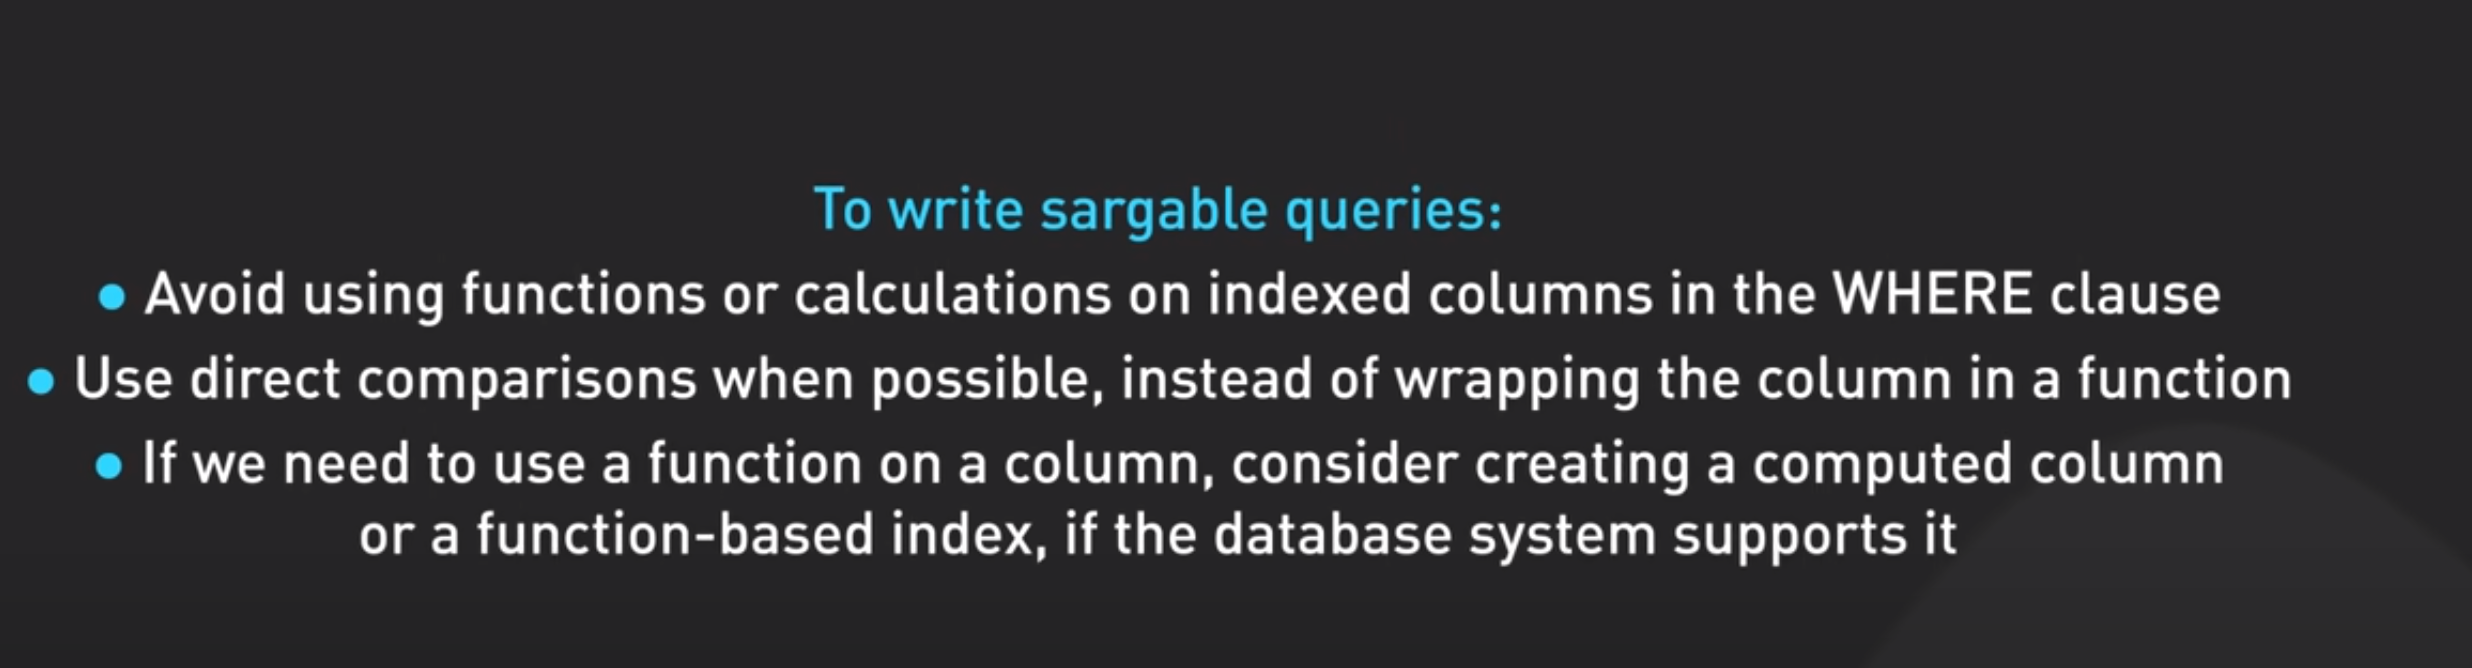 To write sargable queries:
• Avoid using functions or calculations on indexed columns in the WHERE clause
• Use direct comparisons when possible, instead of wrapping the column in a function
• If we need to use a function on a column, consider creating a computed column
or a function-based index, if the database system supports it